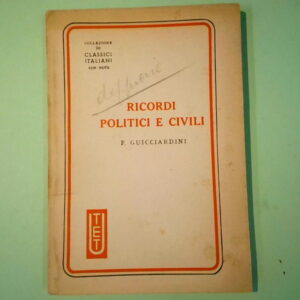 COLLEZIONE
DI
CLASSICI
ITALIANI
CON NOTE
RICORDI
POLITICI E CIVILI
F. GUICCIARDINI
UTET